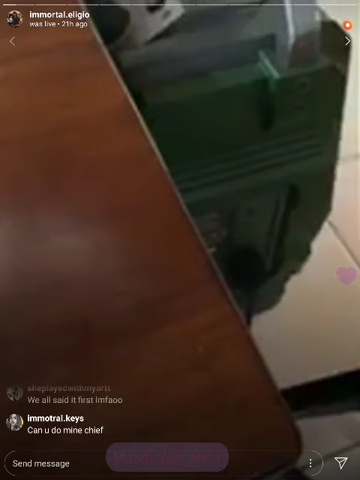 immortal.eligio
was live • 21h ago
sheplayedwithmyartt
We all said it first lmfaoo
immotral.keys
Can u do mine chief
Send message